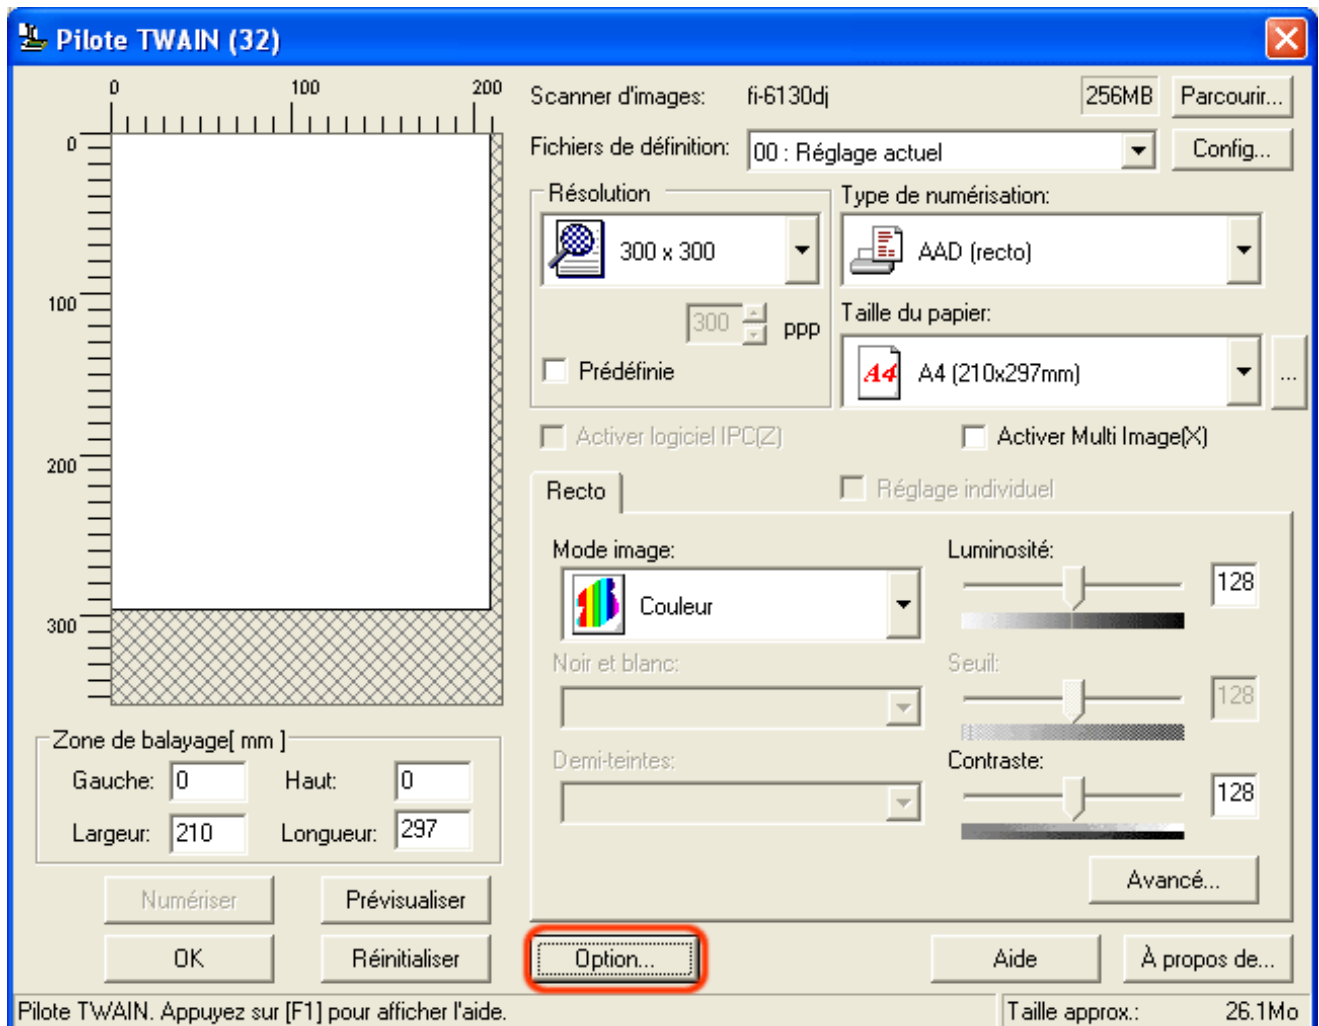 Pilote TWAIN (32)
0 100 200
0
100
200
300
Scanner d'images: fi-6130dj 256MB Parcourir...
Fichiers de définition: 00 : Réglage actuel Config...
Résolution
300 x 300
300 ppp
Prédéfinie
Type de numérisation:
AAD (recto)
Taille du papier:
A4 A4 (210x297mm) ...
Activer logiciel IPC(Z) Activer Multi Image(X)
Recto Réglage individuel
Mode image:
Couleur
Noir et blanc:
Demi-teintes:
Luminosité:
128
Seuil:
128
Contraste:
128
Avancé...
Zone de balayage[ mm ]
Gauche: 0 Haut: 0
Largeur: 210 Longueur: 297
Numériser Prévisualiser
OK Réinitialiser Option... Aide À propos de...
Pilote TWAIN. Appuyez sur [F1] pour afficher l'aide. Taille approx.: 26.1Mo